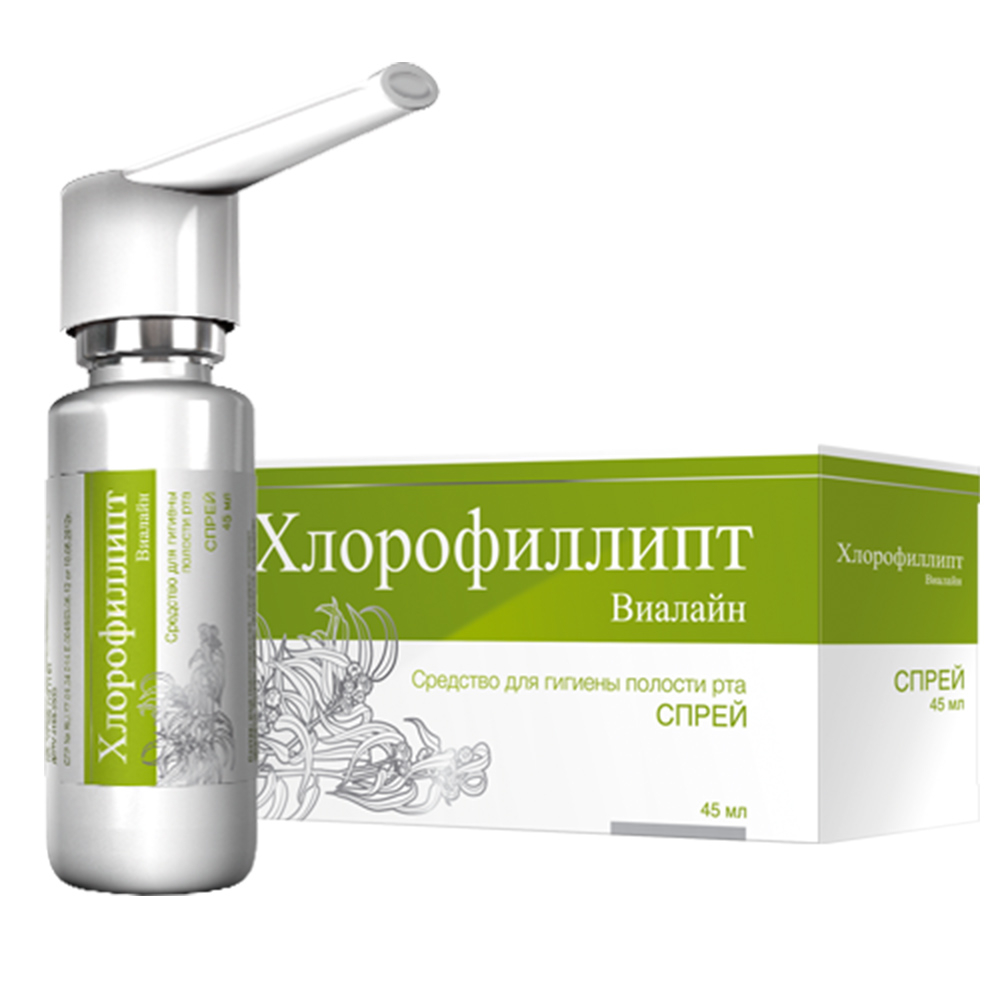 Хлорофиллипт
Виалайн
Средство для гигиены
полости рта
СПРЕЙ
45 мл
Хлорофиллипт
Виалайн
Средство для гигиены полости рта
СПРЕЙ
45 мл
Хлорофиллипт
Виалайн
СПРЕЙ
45 мл